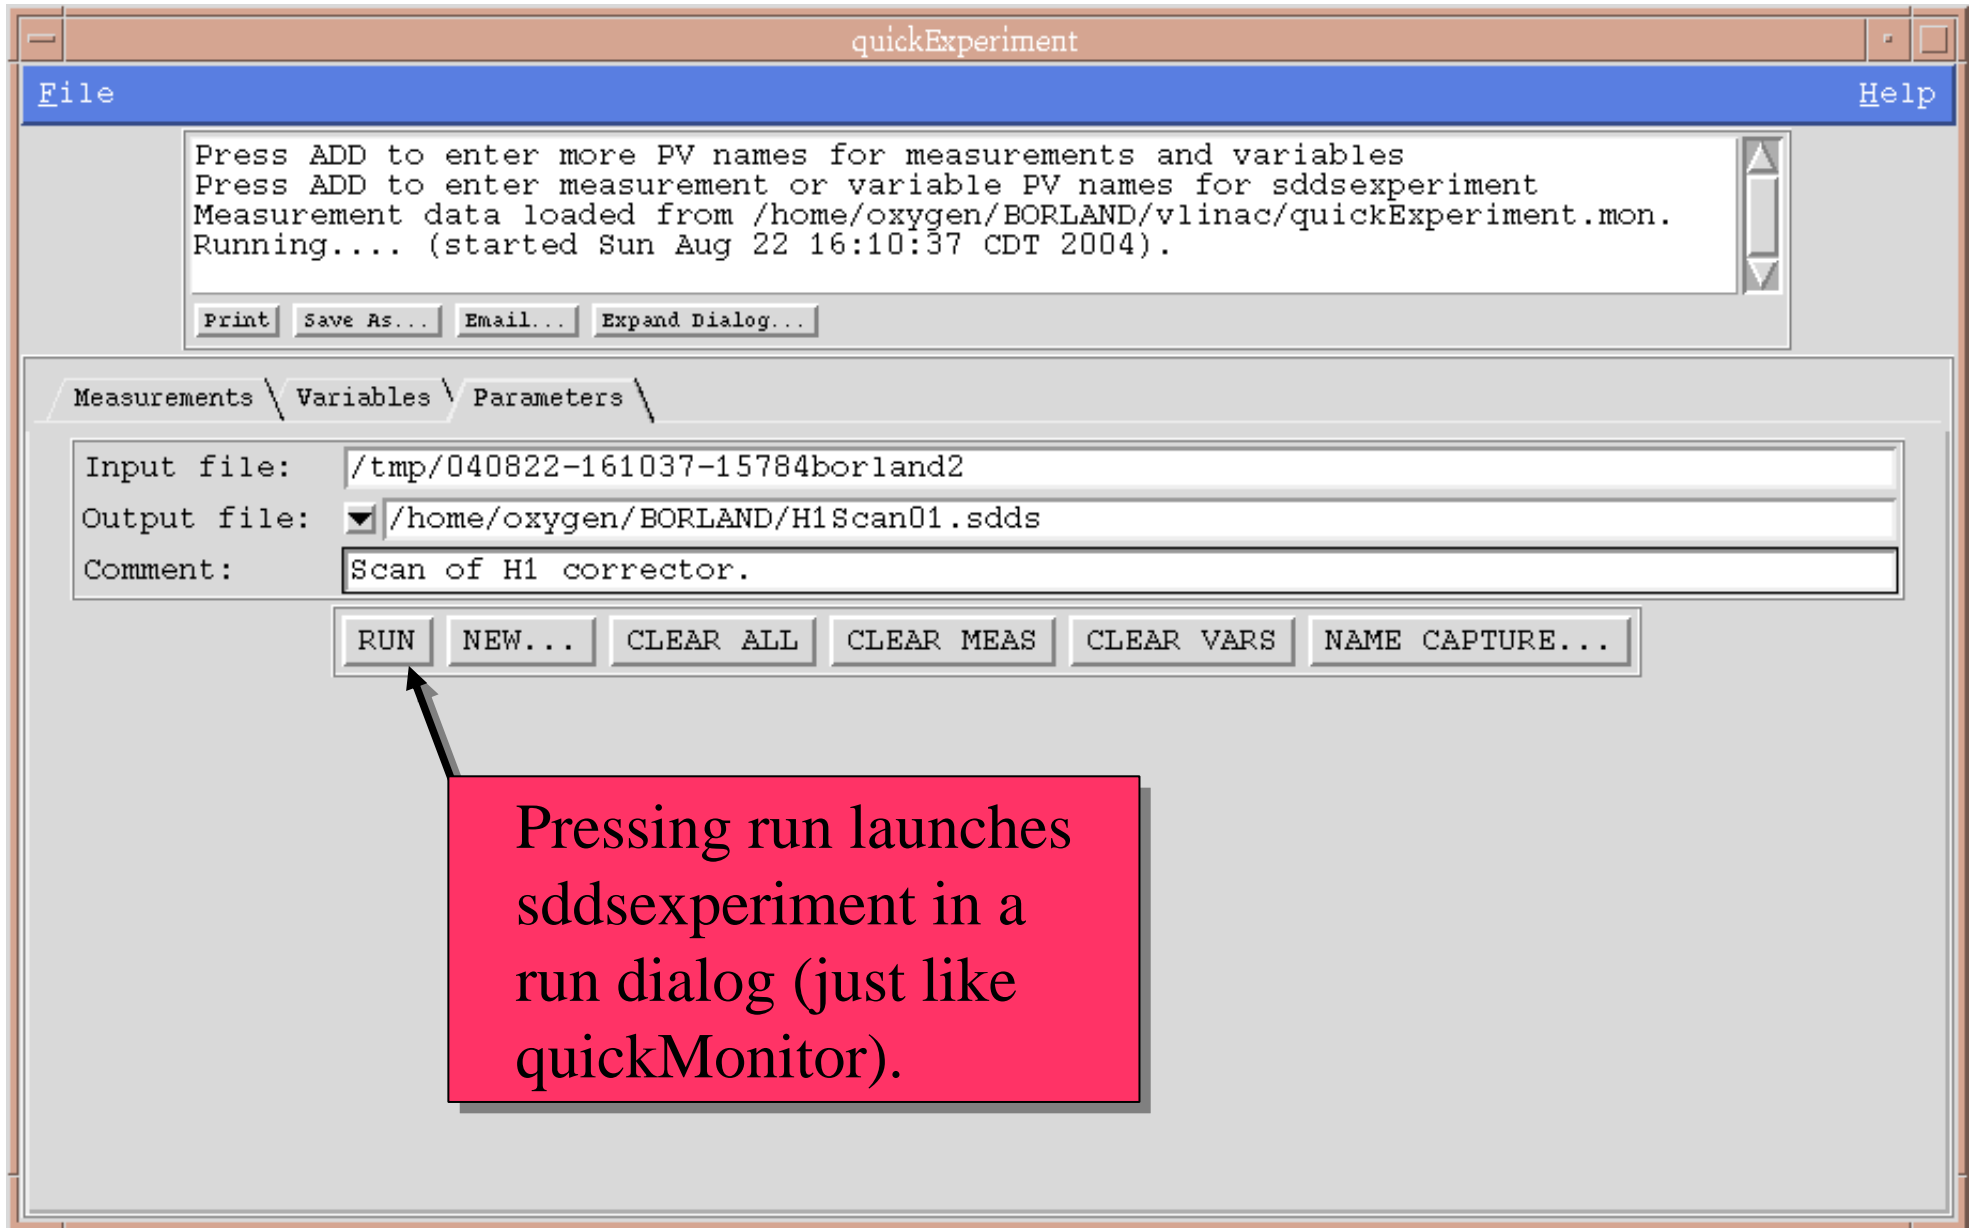 quickExperiment
File Help
Press ADD to enter more PV names for measurements and variables
Press ADD to enter measurement or variable PV names for sddsexperiment
Measurement data loaded from /home/oxygen/BORLAND/vlinac/quickExperiment.mon.
Running.... (started Sun Aug 22 16:10:37 CDT 2004).
Print Save As... Email... Expand Dialog...
Measurements Variables Parameters
Input file: /tmp/040822-161037-15784borland2
Output file: /home/oxygen/BORLAND/H1Scan01.sdds
Comment: Scan of H1 corrector.
RUN NEW... CLEAR ALL CLEAR MEAS CLEAR VARS NAME CAPTURE...
Pressing run launches
sddsexperiment in a
run dialog (just like
quickMonitor).